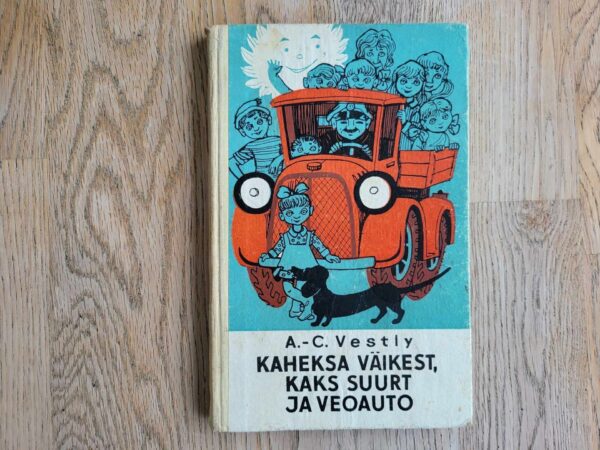 A.-C. Vestly
KAHEKSA VÄIKEST,
KAKS SUURT
JA VEOAUTO